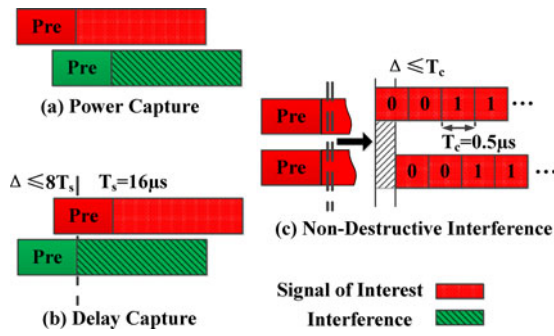 Pre
Pre
(a) Power Capture
Δ ≤8Ts Ts=16μs
Pre
Pre
(b) Delay Capture
Δ ≤Tc
Pre
0 0 1 1 ...
Tc=0.5μs
Pre
0 0 1 1 ...
(c) Non-Destructive Interference
Signal of Interest
Interference